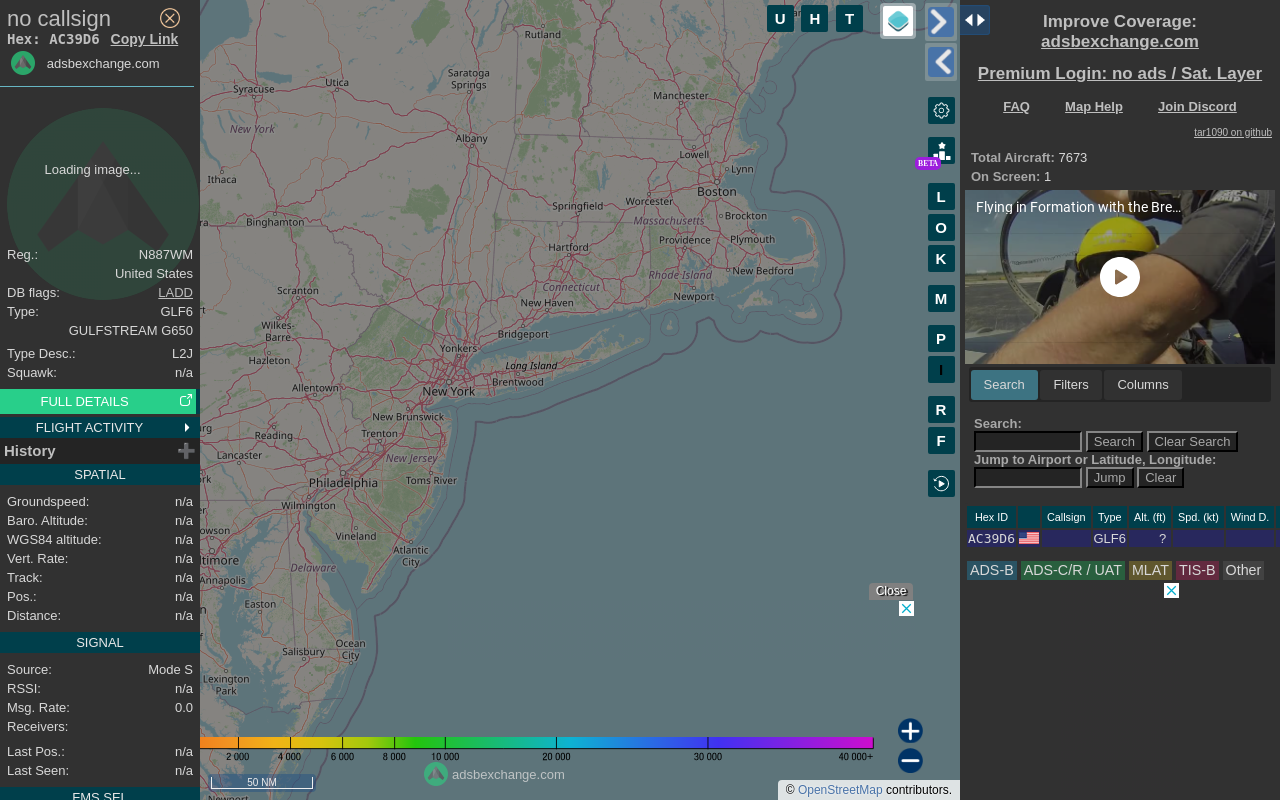 no callsign
Hex: AC39D6 Copy Link
adsbexchange.com
Loading image...
Reg.: N887WM
United States
DB flags: LADD
Type: GLF6
GULFSTREAM G650
Type Desc.: L2J
Squawk: n/a
FULL DETAILS
FLIGHT ACTIVITY
History
SPATIAL
Groundspeed: n/a
Baro. Altitude: n/a
WGS84 altitude: n/a
Vert. Rate: n/a
Track: n/a
Pos.: n/a
Distance: n/a
SIGNAL
Source: Mode S
RSSI: n/a
Msg. Rate: 0.0
Receivers:
Last Pos.: n/a
Last Seen: n/a
FMS SEL
Rutland
Saratoga
Springs
Utica
Syracuse
Manchester
New York
Albany
Lowell
Lynn
Ithaca
Boston
Worcester
Springfield
Binghamton
Massachusetts
Brockton
Providence
Plymouth
Hartford
Rhode Island
New Bedford
Connecticut
Scranton
Newport
New Haven
Wilkes-
Barre
Bridgeport
Yonkers
Hazleton
Long Island
Brentwood
Allentown
New York
New Brunswick
Reading
Trenton
Lancaster
New Jersey
Philadelphia
Toms River
Wilmington
Vineland
Atlantic
City
Delaware
Annapolis
Easton
Ocean
City
Salisbury
Lexington
Park
U H T
BETA
L
O
K
M
P
I
R
F
Close
2 000 4 000 6 000 8 000 10 000 20 000 30 000 40 000+
50 NM
adsbexchange.com
© OpenStreetMap contributors.
Improve Coverage:
adsbexchange.com
Premium Login: no ads / Sat. Layer
FAQ Map Help Join Discord
tar1090 on github
Total Aircraft: 7673
On Screen: 1
Flying in Formation with the Bre...
Search Filters Columns
Search:
Search Clear Search
Jump to Airport or Latitude, Longitude:
Jump Clear
Hex ID Callsign Type Alt. (ft) Spd. (kt) Wind D.
AC39D6 GLF6 ?
ADS-B ADS-C/R / UAT MLAT TIS-B Other